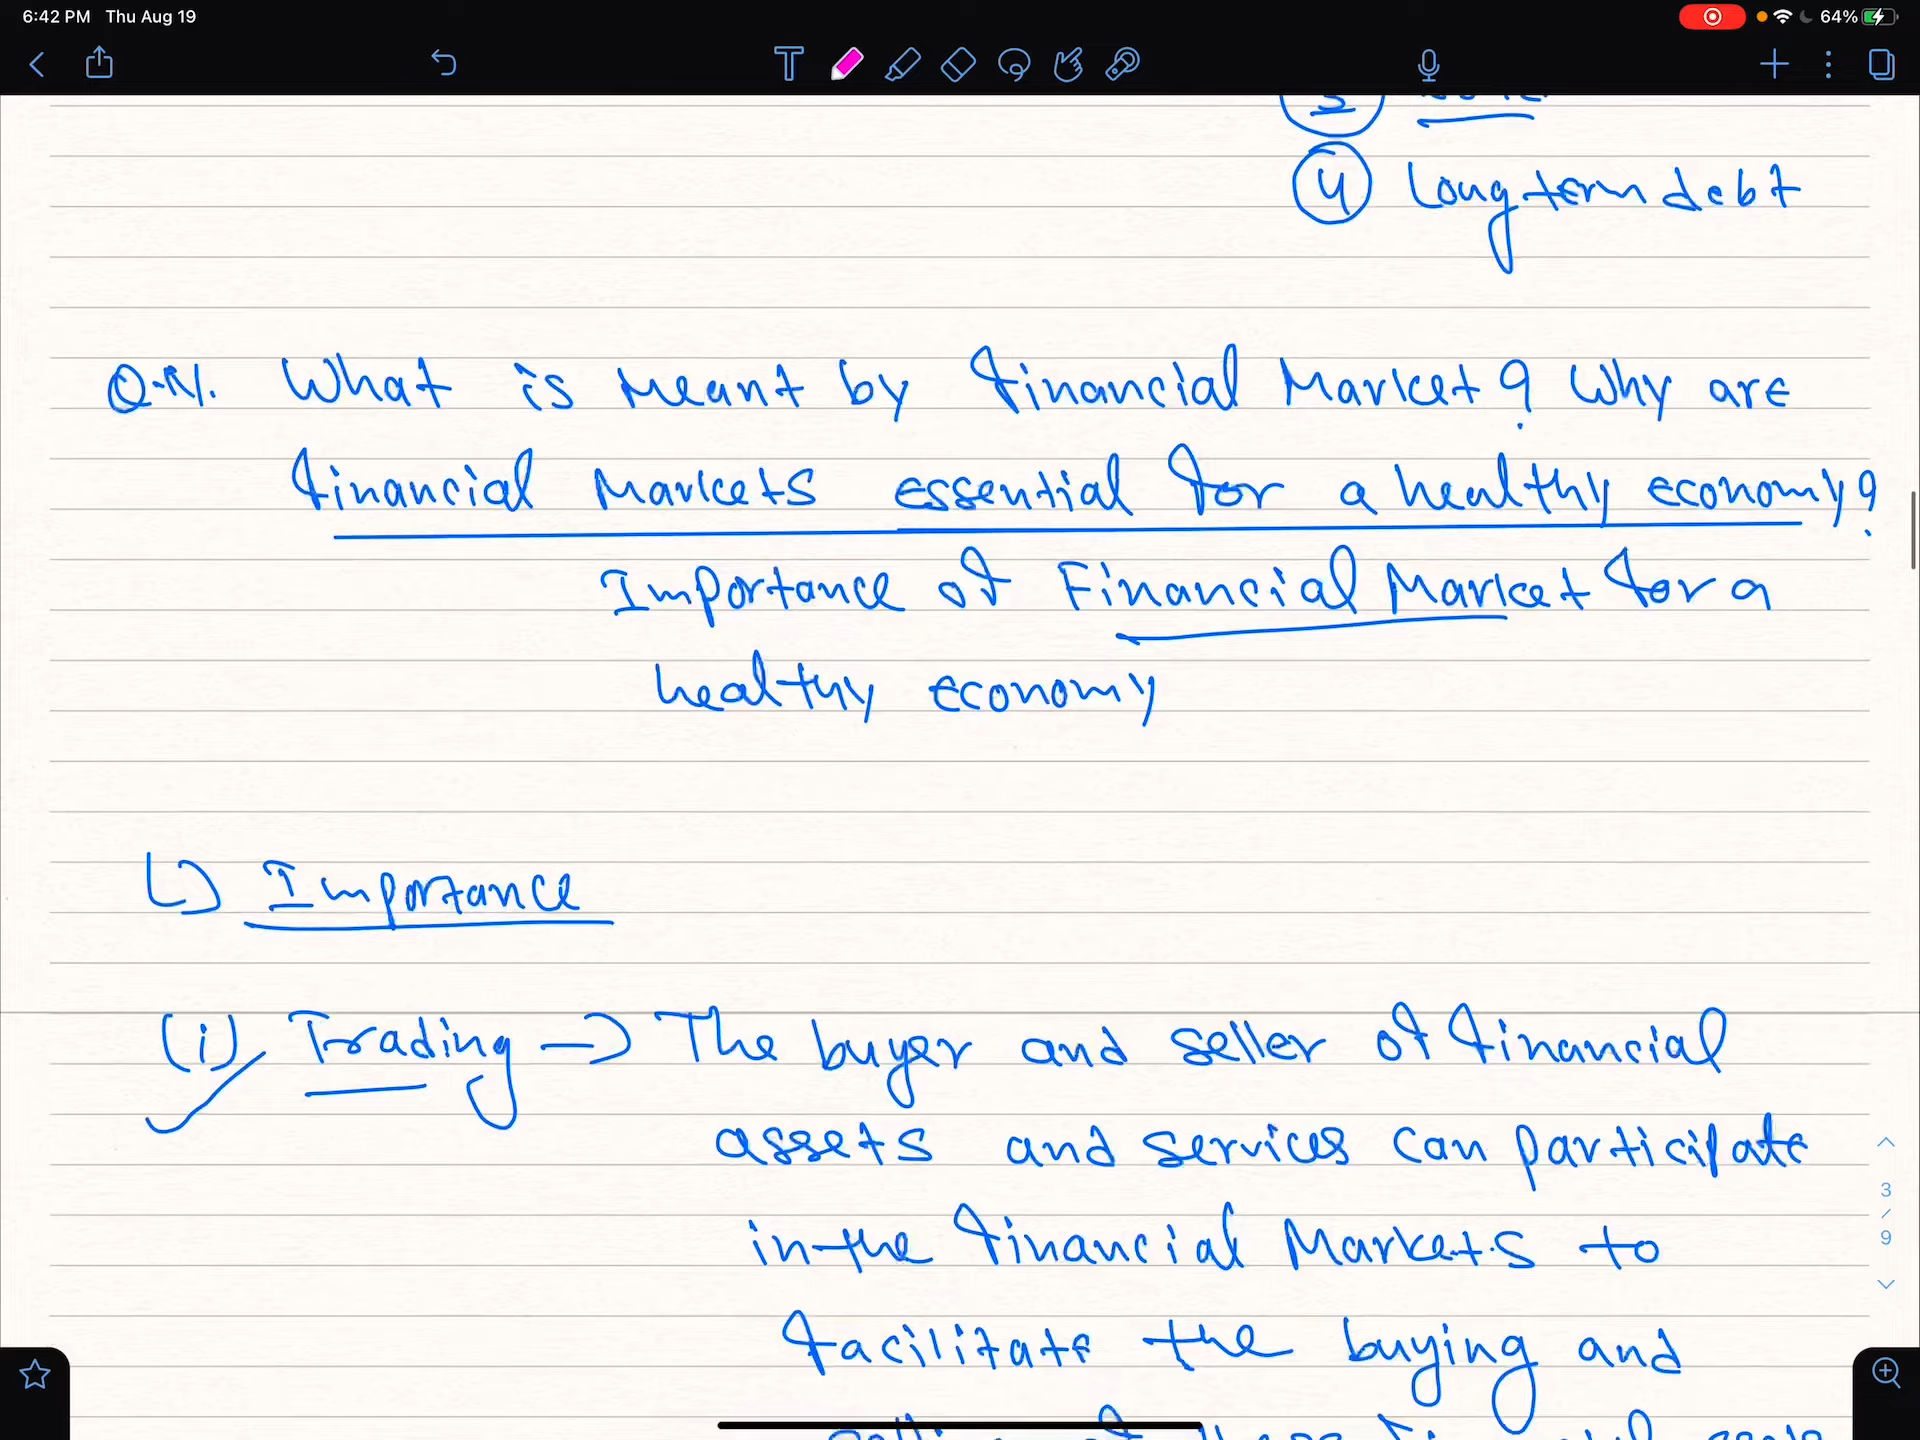 6:42 PM Thu Aug 19
64%
④ Long term debt
Q.N. What is meant by financial market? Why are
financial markets essential for a healthy economy?
Importance of Financial Market for a
healthy economy
Importance
(i) Trading → The buyer and seller of financial
assets and services can participate
in the financial markets to
facilitate the buying and
3
/
9